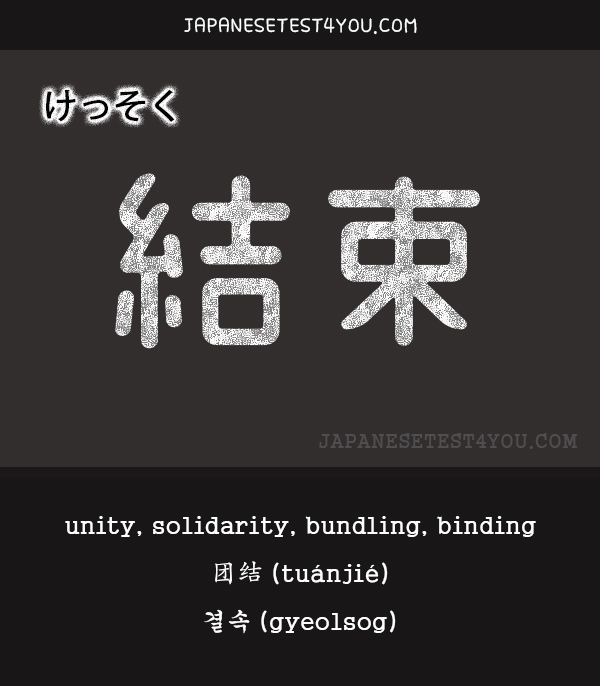 JAPANESETEST4YOU.COM
けっそく
結束
JAPANESETEST4YOU.COM
unity, solidarity, bundling, binding
团结 (tuánjié)
결속 (gyeolsog)